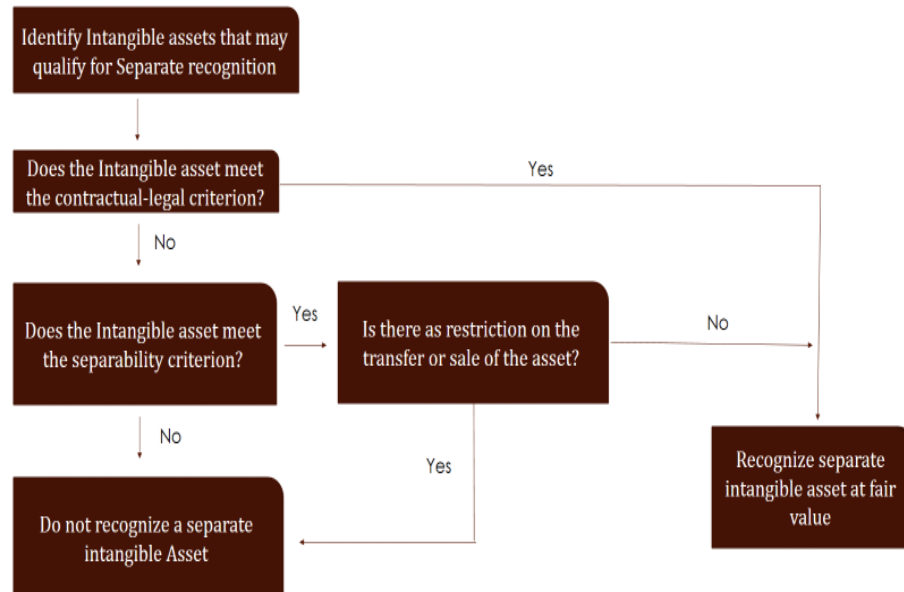 Identify Intangible assets that may
qualify for Separate recognition
Does the Intangible asset meet
the contractual-legal criterion?
Yes
No
Does the Intangible asset meet
the separability criterion?
Yes
Is there as restriction on the
transfer or sale of the asset?
No
No
Yes
Do not recognize a separate
intangible Asset
Recognize separate
intangible asset at fair
value